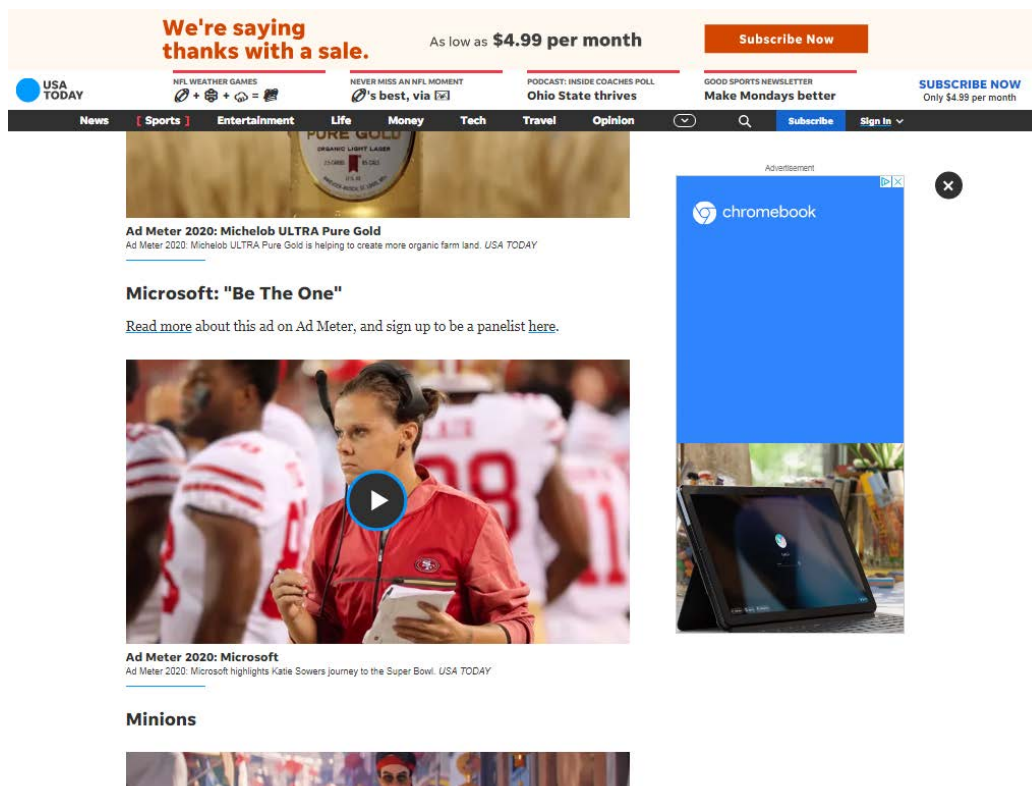 We're saying
thanks with a sale.
As low as $4.99 per month
Subscribe Now
USA
TODAY
NFL WEATHER GAMES
+ + =
NEVER MISS AN NFL MOMENT
's best, via
PODCAST: INSIDE COACHES POLL
Ohio State thrives
GOOD SPORTS NEWSLETTER
Make Mondays better
SUBSCRIBE NOW
Only $4.99 per month
News [ Sports ] Entertainment Life Money Tech Travel Opinion Subscribe Sign In
PURE GOLD
ORGANIC LIGHT LAGER
Advertisement
chromebook
Ad Meter 2020: Michelob ULTRA Pure Gold
Ad Meter 2020: Michelob ULTRA Pure Gold is helping to create more organic farm land. USA TODAY
Microsoft: "Be The One"
Read more about this ad on Ad Meter, and sign up to be a panelist here.
Ad Meter 2020: Microsoft
Ad Meter 2020: Microsoft highlights Katie Sowers journey to the Super Bowl. USA TODAY
Minions